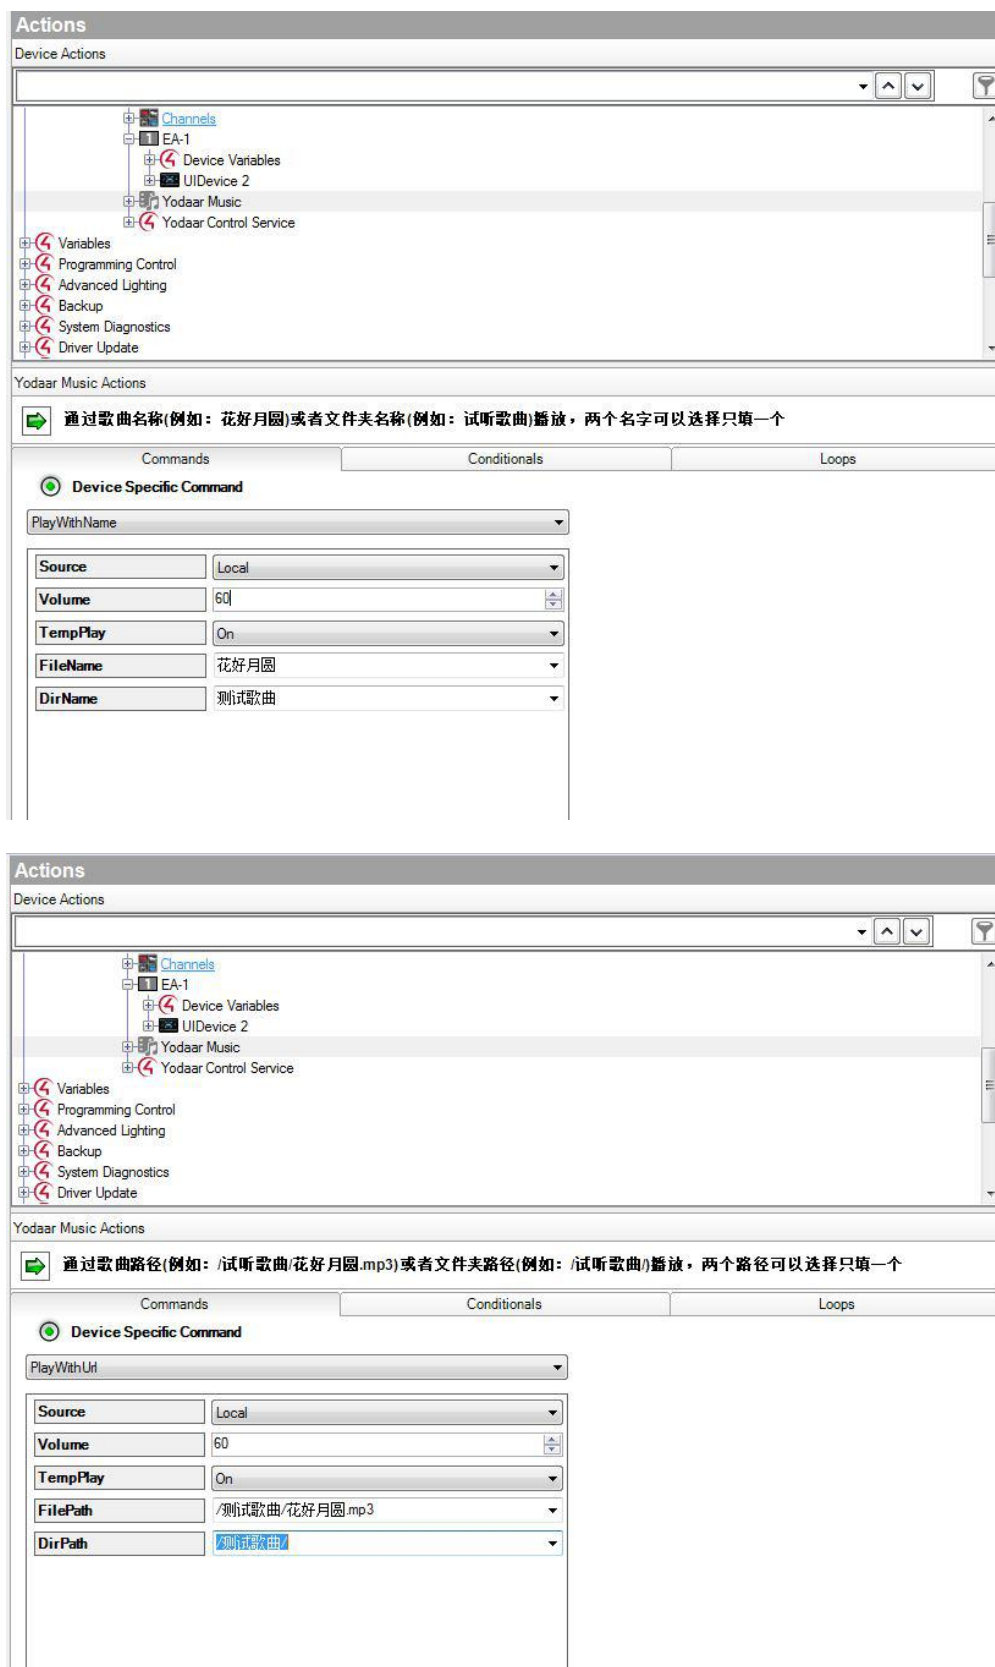 Actions
Device Actions
Channels
EA-1
Device Variables
UIDevice 2
Yodaar Music
Yodaar Control Service
Variables
Programming Control
Advanced Lighting
Backup
System Diagnostics
Driver Update
Yodaar Music Actions
通过歌曲名称(例如：花好月圆)或者文件夹名称(例如：试听歌曲)播放，两个名字可以选择只填一个
Commands Conditionals Loops
Device Specific Command
PlayWithName
Source Local
Volume 60
TempPlay On
FileName 花好月圆
DirName 测试歌曲
Actions
Device Actions
Channels
EA-1
Device Variables
UIDevice 2
Yodaar Music
Yodaar Control Service
Variables
Programming Control
Advanced Lighting
Backup
System Diagnostics
Driver Update
Yodaar Music Actions
通过歌曲路径(例如：/试听歌曲/花好月圆.mp3)或者文件夹路径(例如：/试听歌曲/)播放，两个路径可以选择只填一个
Commands Conditionals Loops
Device Specific Command
PlayWithUrl
Source Local
Volume 60
TempPlay On
FilePath /测试歌曲/花好月圆.mp3
DirPath /测试歌曲/